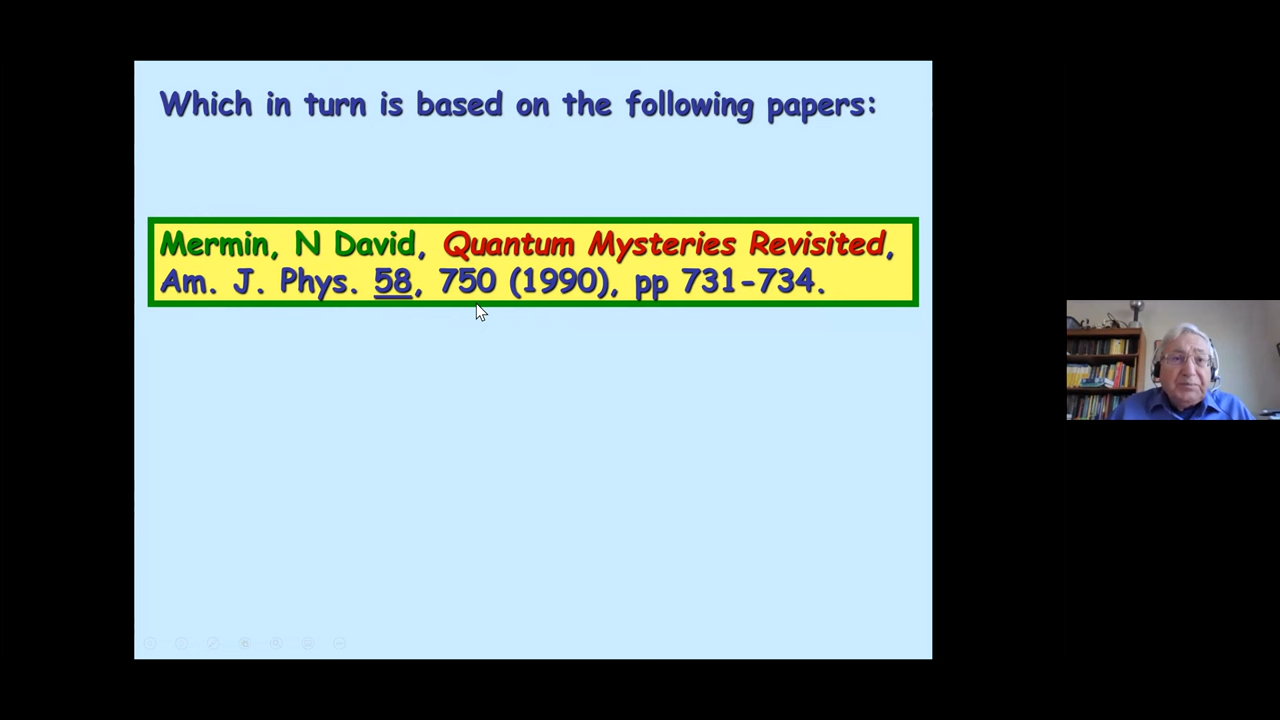 Which in turn is based on the following papers:
Mermin, N David, Quantum Mysteries Revisited,
Am. J. Phys. 58, 750 (1990), pp 731-734.